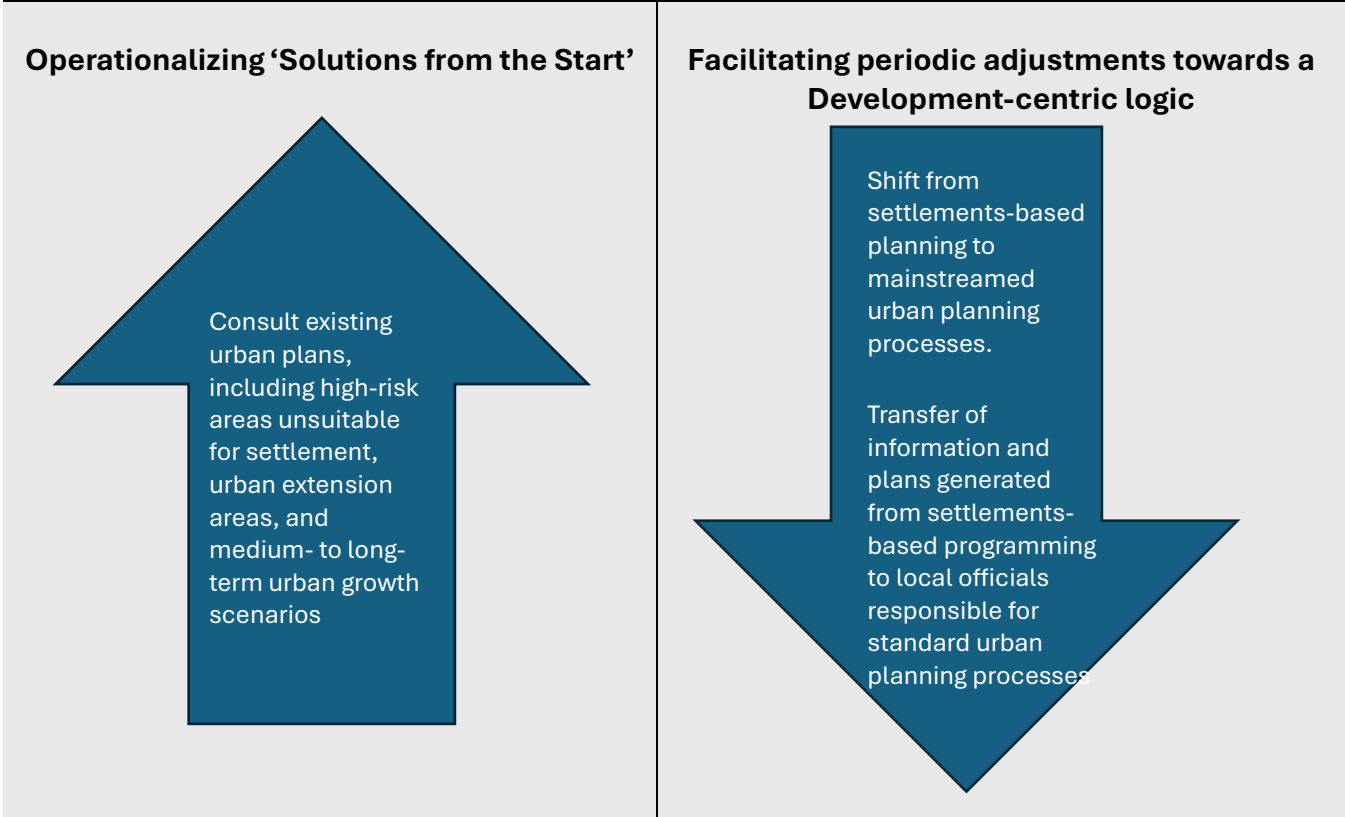 Operationalizing ‘Solutions from the Start’
Consult existing
urban plans,
including high-risk
areas unsuitable
for settlement,
urban extension
areas, and
medium- to long-
term urban growth
scenarios
Facilitating periodic adjustments towards a
Development-centric logic
Shift from
settlements-based
planning to
mainstreamed
urban planning
processes.
Transfer of
information and
plans generated
from settlements-
based programming
to local officials
responsible for
standard urban
planning processes